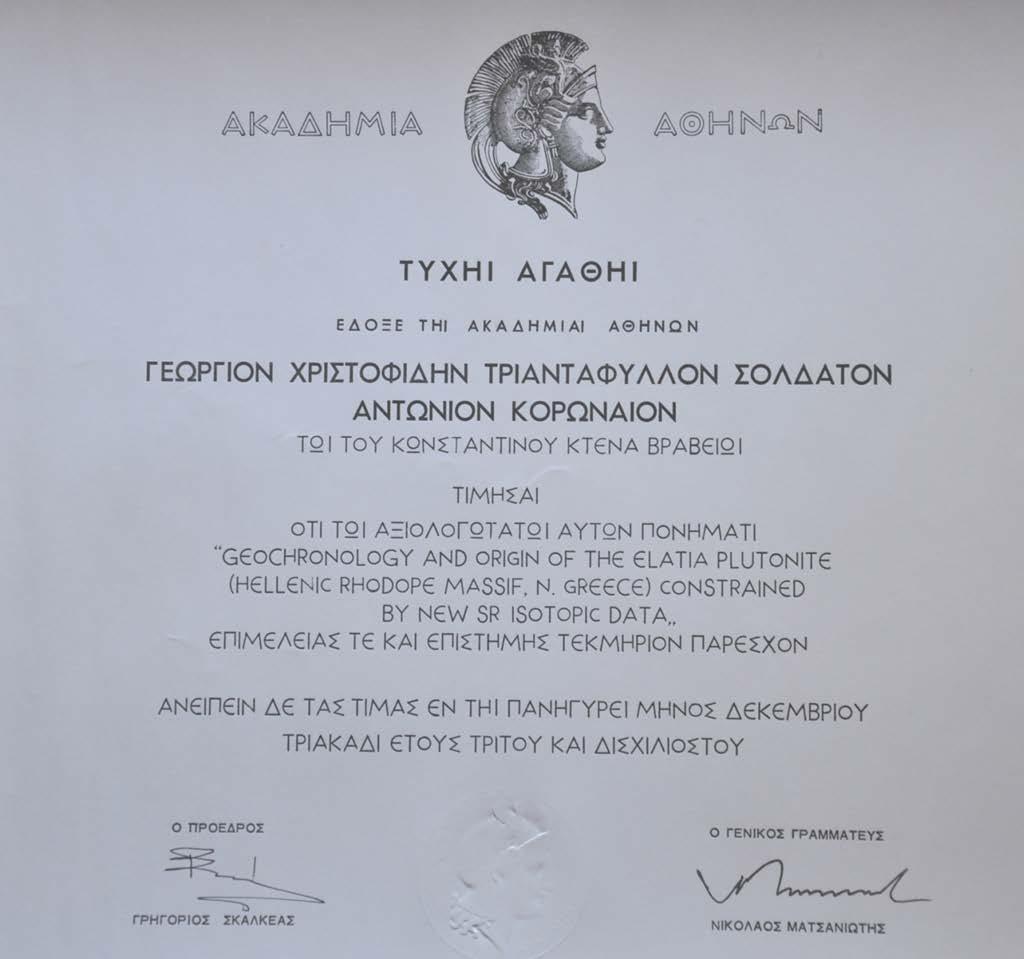 ΑΚΑΔΗΜΙΑ ΑΘΗΝΩΝ
ΤΥΧΗΙ ΑΓΑΘΗΙ
ΕΔΟΞΕ ΤΗΙ ΑΚΑΔΗΜΙΑΙ ΑΘΗΝΩΝ
ΓΕΩΡΓΙΟΝ ΧΡΙΣΤΟΦΙΔΗΝ ΤΡΙΑΝΤΑΦΥΛΛΟΝ ΣΟΛΔΑΤΟΝ
ΑΝΤΩΝΙΟΝ ΚΟΡΩΝΑΙΟΝ
ΤΩΙ ΤΟΥ ΚΩΝΣΤΑΝΤΙΝΟΥ ΚΤΕΝΑ ΒΡΑΒΕΙΩΙ
ΤΙΜΗΣΑΙ
ΟΤΙ ΤΩΙ ΑΞΙΟΛΟΓΩΤΑΤΩΙ ΑΥΤΩΝ ΠΟΝΗΜΑΤΙ
“GEOCHRONOLOGY AND ORIGIN OF THE ELATIA PLUTONITE
(HELLENIC RHODOPE MASSIF, N. GREECE) CONSTRAINED
BY NEW SR ISOTOPIC DATA„
ΕΠΙΜΕΛΕΙΑΣ ΤΕ ΚΑΙ ΕΠΙΣΤΗΜΗΣ ΤΕΚΜΗΡΙΟΝ ΠΑΡΕΣΧΟΝ
ΑΝΕΙΠΕΙΝ ΔΕ ΤΑΣ ΤΙΜΑΣ ΕΝ ΤΗΙ ΠΑΝΗΓΥΡΕΙ ΜΗΝΟΣ ΔΕΚΕΜΒΡΙΟΥ
ΤΡΙΑΚΑΔΙ ΕΤΟΥΣ ΤΡΙΤΟΥ ΚΑΙ ΔΙΣΧΙΛΙΟΣΤΟΥ
Ο ΠΡΟΕΔΡΟΣ
ΓΡΗΓΟΡΙΟΣ ΣΚΑΛΚΕΑΣ
Ο ΓΕΝΙΚΟΣ ΓΡΑΜΜΑΤΕΥΣ
ΝΙΚΟΛΑΟΣ ΜΑΤΣΑΝΙΩΤΗΣ